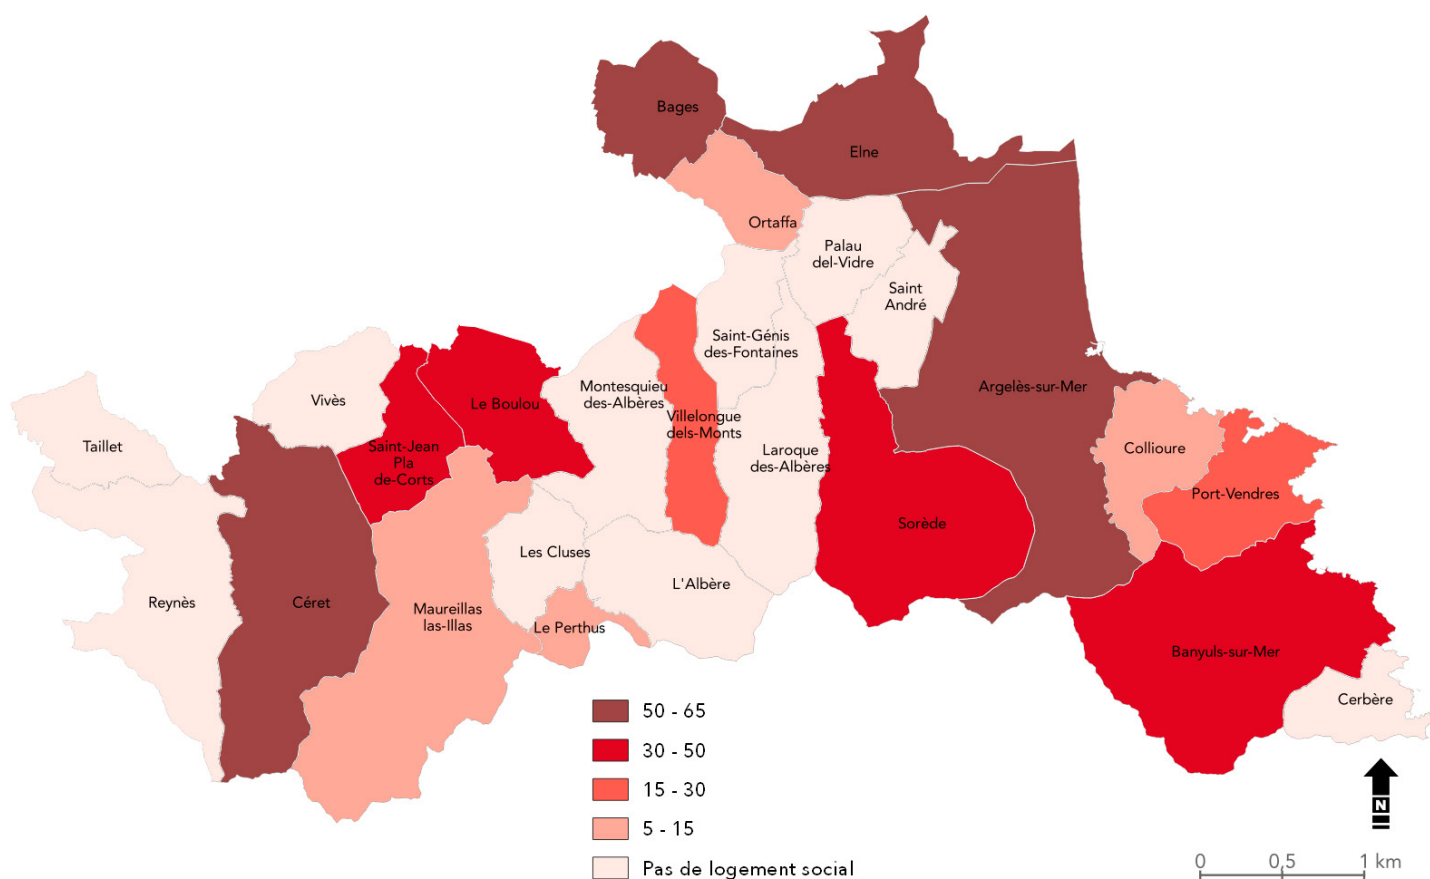 Bages
Elne
Ortaffa
Palau
del-Vidre
Saint
André
Saint-Génis
des-Fontaines
Montesquieu
des-Albères
Argelès-sur-Mer
Vivès
Le Boulou
Villelongue
dels-Monts
Taillet
Saint-Jean
Pla
de-Corts
Laroque
des-Albères
Collioure
Port-Vendres
Sorède
Les Cluses
L'Albère
Reynès
Céret
Maureillas
las-Illas
Le Perthus
Banyuls-sur-Mer
Cerbère
50 - 65
30 - 50
15 - 30
5 - 15
Pas de logement social
N
0 0,5 1 km